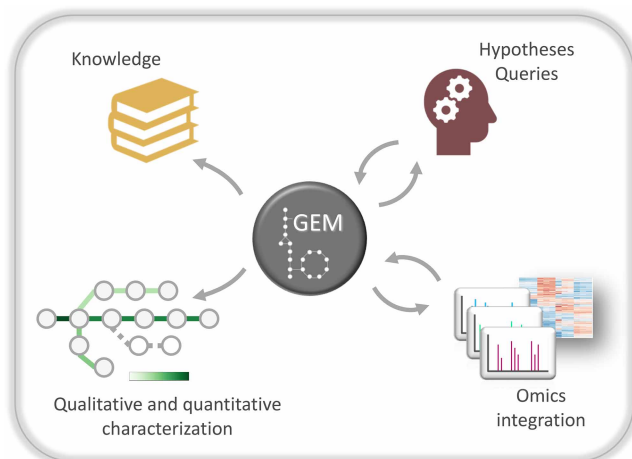 Knowledge
Hypotheses
Queries
GEM
Qualitative and quantitative
characterization
Omics
integration